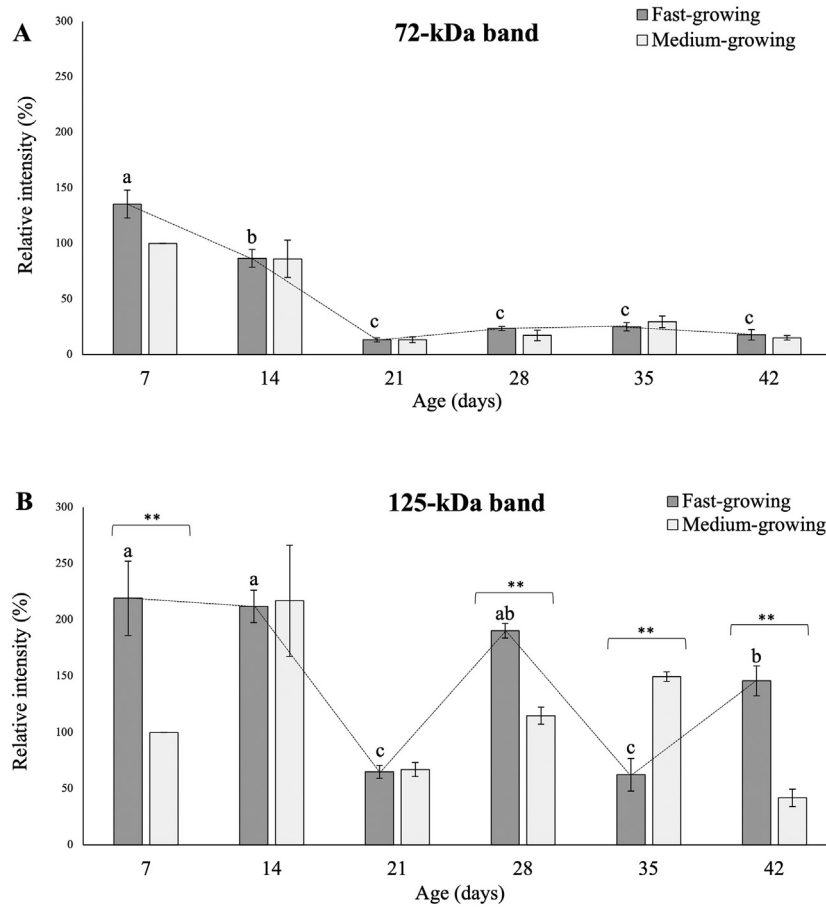 A
72-kDa band
Fast-growing
Medium-growing
Relative intensity (%)
300
250
200
150
100
50
0
a
b
c
c
c
c
7 14 21 28 35 42
Age (days)
B
125-kDa band
Fast-growing
Medium-growing
Relative intensity (%)
300
250
200
150
100
50
0
**
**
**
**
a
a
c
ab
c
b
7 14 21 28 35 42
Age (days)